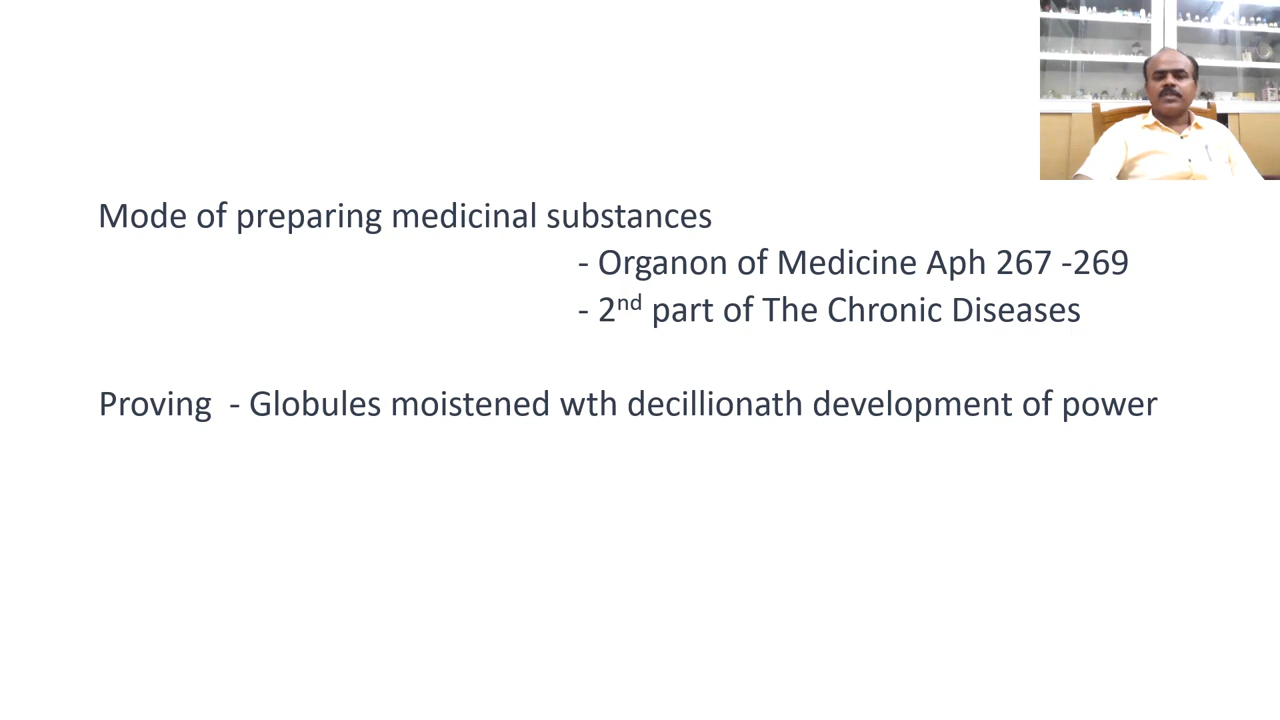 Mode of preparing medicinal substances
- Organon of Medicine Aph 267 -269
- 2nd part of The Chronic Diseases
Proving - Globules moistened wth decillionath development of power